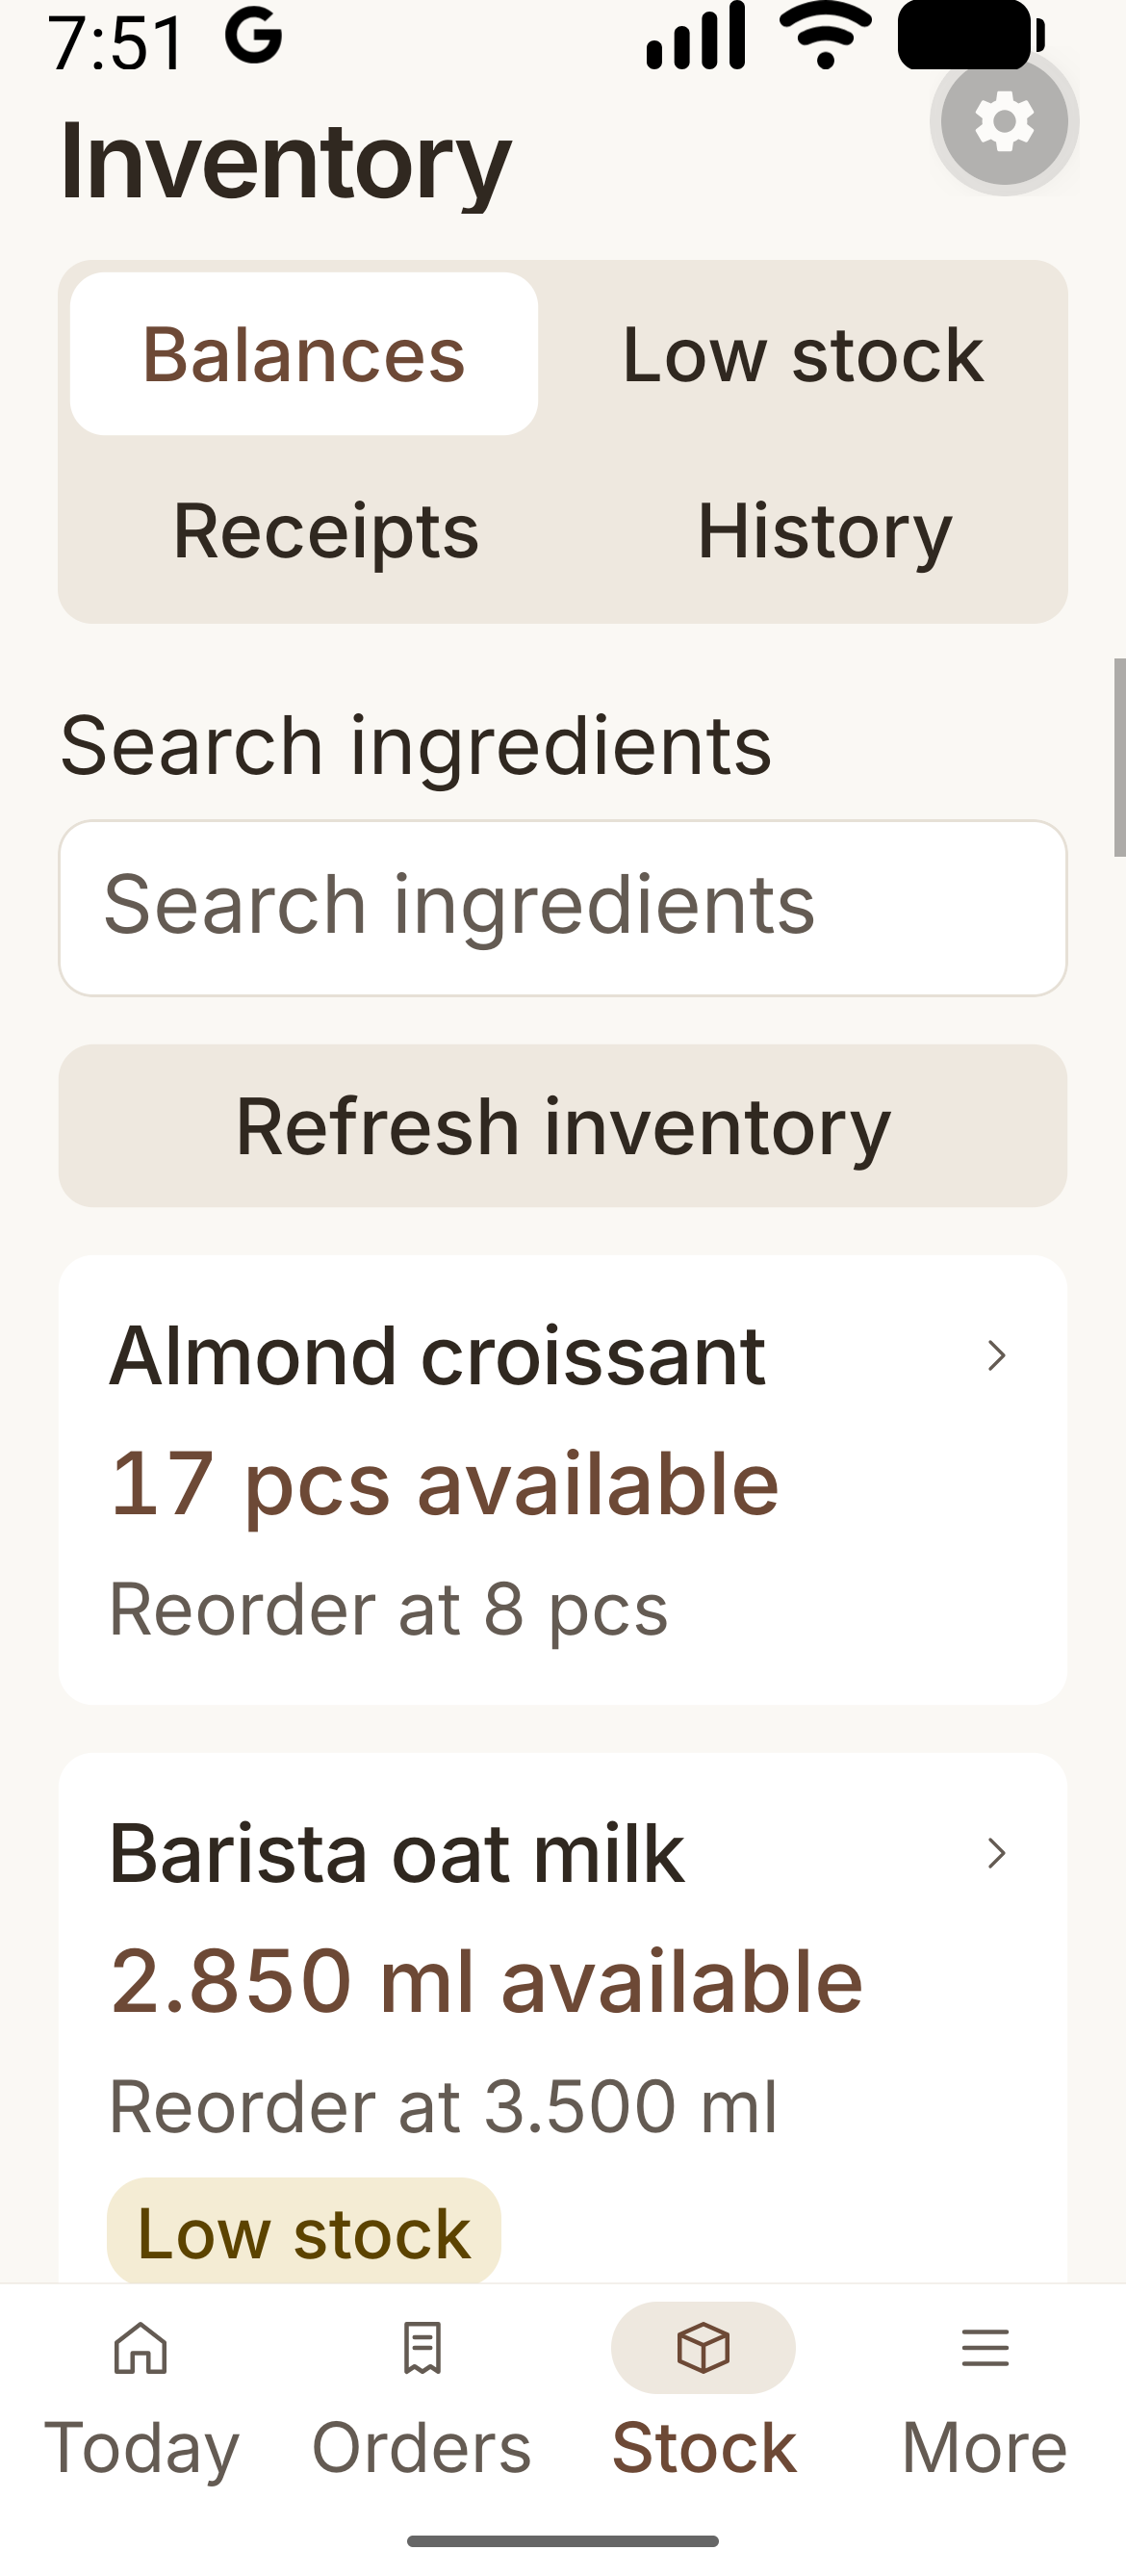 7:51 G
Inventory
Balances Low stock
Receipts History
Search ingredients
Search ingredients
Refresh inventory
Almond croissant
17 pcs available
Reorder at 8 pcs
Barista oat milk
2.850 ml available
Reorder at 3.500 ml
Low stock
Today Orders Stock More